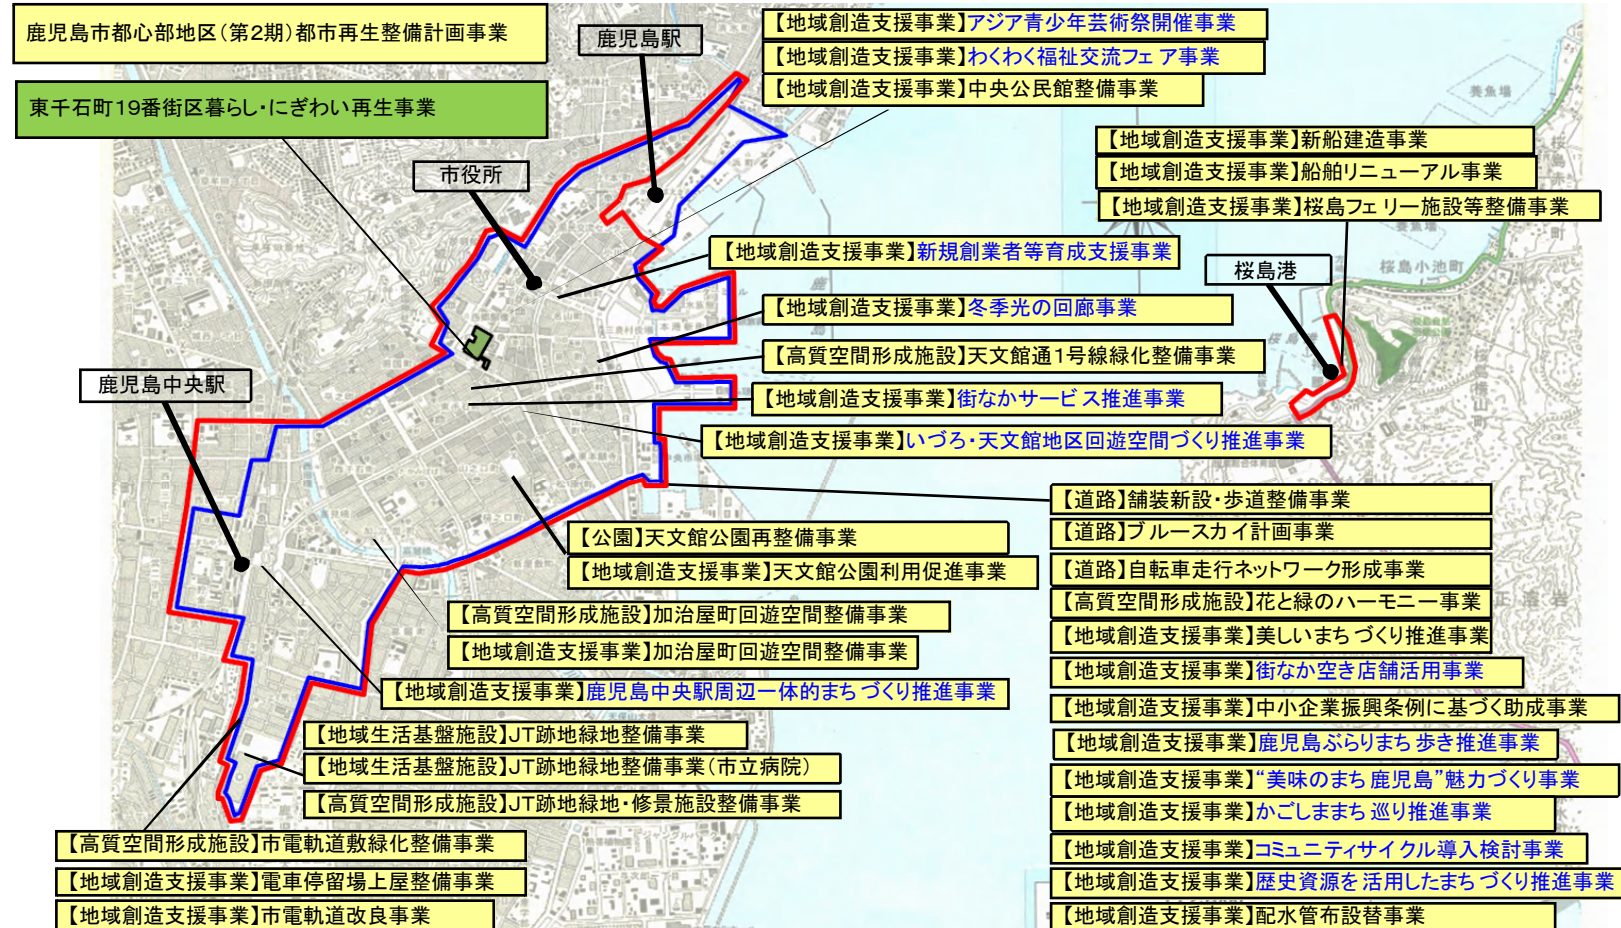 鹿児島市都心部地区(第2期)都市再生整備計画事業
東千石町19番街区暮らし・にぎわい再生事業
鹿児島駅
市役所
鹿児島中央駅
桜島港
【地域創造支援事業】アジア青少年芸術祭開催事業
【地域創造支援事業】わくわく福祉交流フェア事業
【地域創造支援事業】中央公民館整備事業
【地域創造支援事業】新船建造事業
【地域創造支援事業】船舶リニューアル事業
【地域創造支援事業】桜島フェリー施設等整備事業
【地域創造支援事業】新規創業者等育成支援事業
【地域創造支援事業】冬季光の回廊事業
【高質空間形成施設】天文館通1号線緑化整備事業
【地域創造支援事業】街なかサービス推進事業
【地域創造支援事業】いづろ・天文館地区回遊空間づくり推進事業
【公園】天文館公園再整備事業
【地域創造支援事業】天文館公園利用促進事業
【高質空間形成施設】加治屋町回遊空間整備事業
【地域創造支援事業】加治屋町回遊空間整備事業
【地域創造支援事業】鹿児島中央駅周辺一体的まちづくり推進事業
【地域生活基盤施設】JT跡地緑地整備事業
【地域生活基盤施設】JT跡地緑地整備事業(市立病院)
【高質空間形成施設】JT跡地緑地・修景施設整備事業
【高質空間形成施設】市電軌道敷緑化整備事業
【地域創造支援事業】電車停留場上屋整備事業
【地域創造支援事業】市電軌道改良事業
【道路】舗装新設・歩道整備事業
【道路】ブルースカイ計画事業
【道路】自転車走行ネットワーク形成事業
【高質空間形成施設】花と緑のハーモニー事業
【地域創造支援事業】美しいまちづくり推進事業
【地域創造支援事業】街なか空き店舗活用事業
【地域創造支援事業】中小企業振興条例に基づく助成事業
【地域創造支援事業】鹿児島ぶらりまち歩き推進事業
【地域創造支援事業】“美味のまち鹿児島”魅力づくり事業
【地域創造支援事業】かごしままち巡り推進事業
【地域創造支援事業】コミュニティサイクル導入検討事業
【地域創造支援事業】歴史資源を活用したまちづくり推進事業
【地域創造支援事業】配水管布設替事業
養魚場
養魚場
桜島小池町
桜島横山町